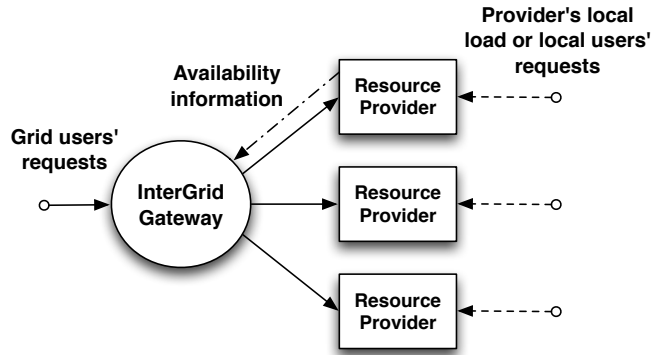 Provider's local
load or local users'
requests
Availability
information
Resource
Provider
Grid users'
requests
InterGrid
Gateway
Resource
Provider
Resource
Provider